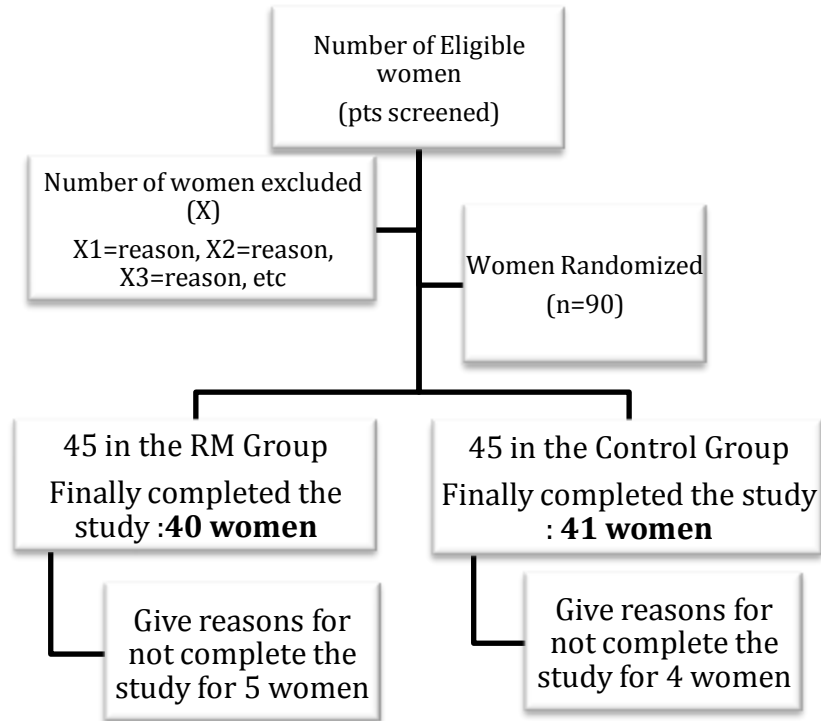 Number of Eligible
women
(pts screened)
Number of women excluded
(X)
X1=reason, X2=reason,
X3=reason, etc
Women Randomized
(n=90)
45 in the RM Group
Finally completed the
study :40 women
45 in the Control Group
Finally completed the study
: 41 women
Give reasons for
not complete the
study for 5 women
Give reasons for
not complete the
study for 4 women